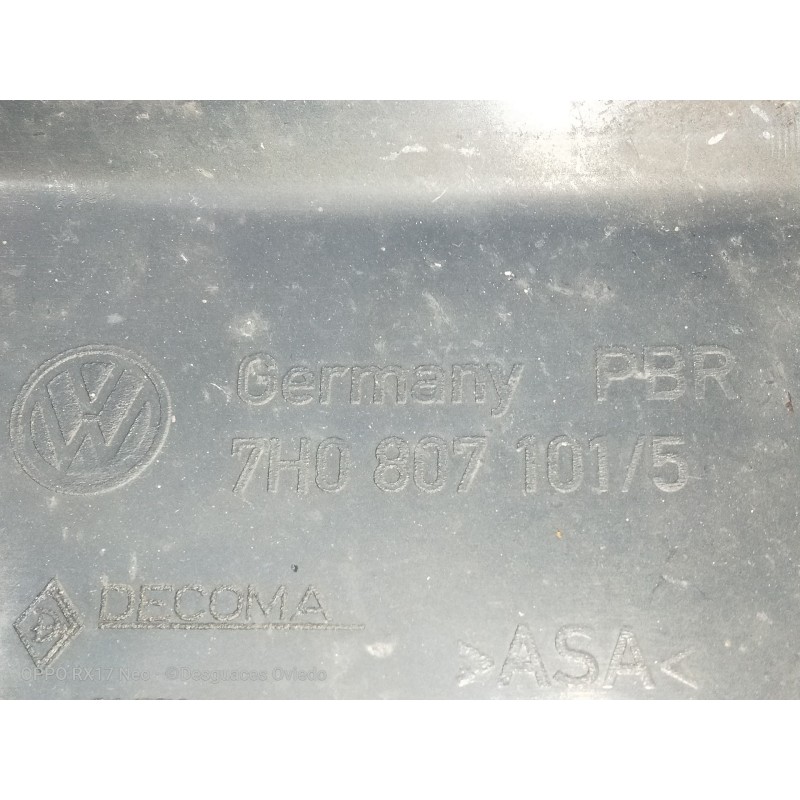 Germany PBR
7H0 807 101/5
DECOMA
>ASA<
OPPO RX17 Neo · ©Desguaces Oviedo